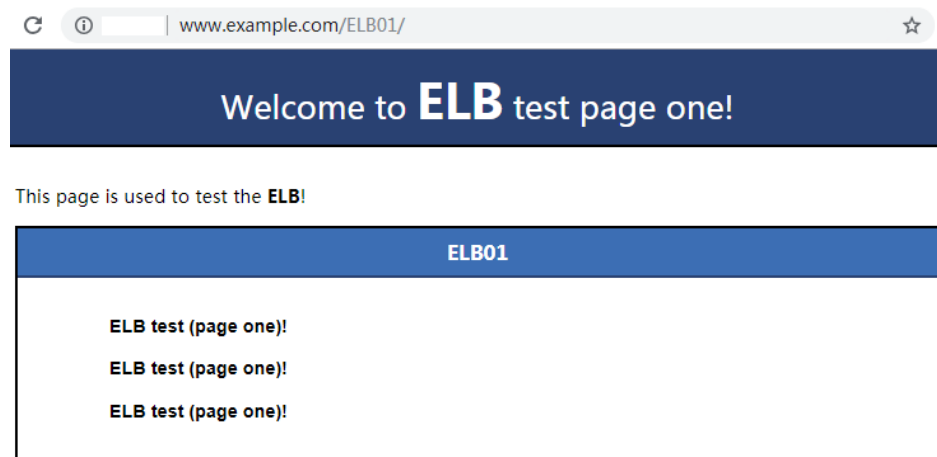 www.example.com/ELB01/
Welcome to ELB test page one!
This page is used to test the ELB!
ELB01
ELB test (page one)!
ELB test (page one)!
ELB test (page one)!